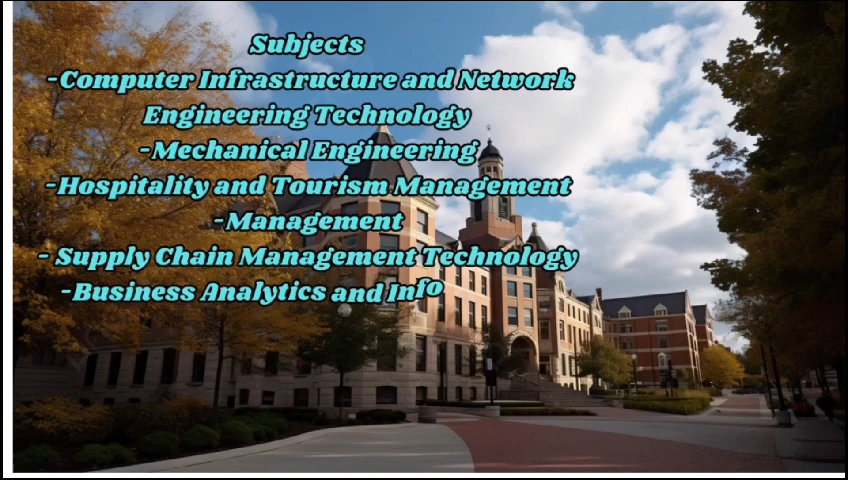 Subjects
-Computer Infrastructure and Network
Engineering Technology
-Mechanical Engineering
-Hospitality and Tourism Management
-Management
- Supply Chain Management Technology
-Business Analytics and Info